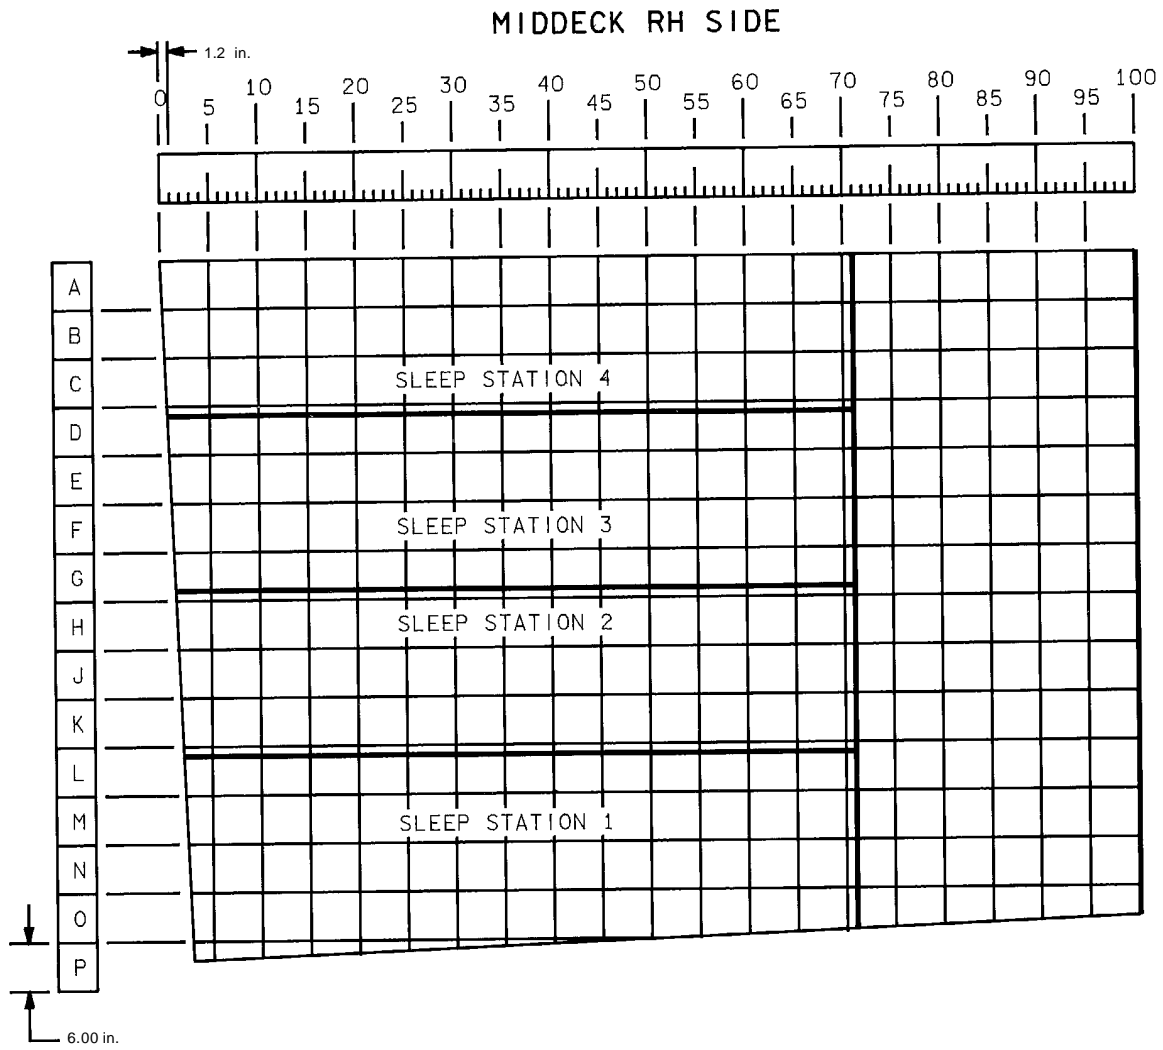 MIDDECK RH SIDE
1.2 in.
0 5 10 15 20 25 30 35 40 45 50 55 60 65 70 75 80 85 90 95 100
A
B
C
SLEEP STATION 4
D
E
F
SLEEP STATION 3
G
H
SLEEP STATION 2
J
K
L
M
SLEEP STATION 1
N
O
P
6.00 in.